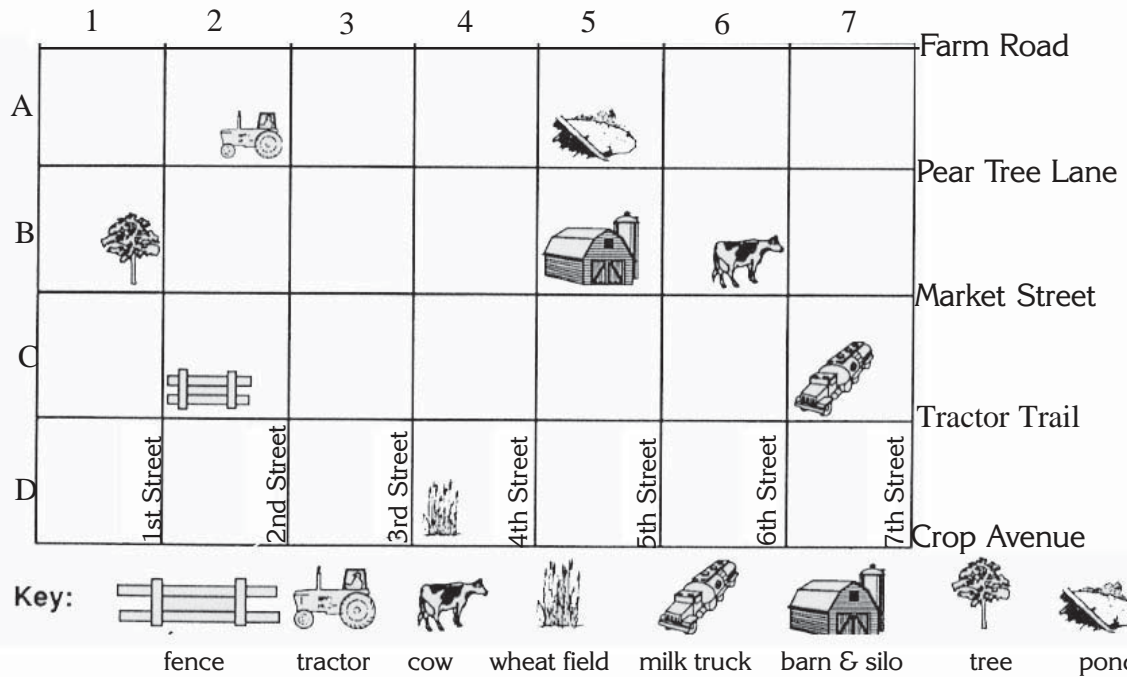 1 2 3 4 5 6 7
Farm Road
A
Pear Tree Lane
B
Market Street
C
Tractor Trail
D
1st Street
2nd Street
3rd Street
4th Street
5th Street
6th Street
7th Street
Crop Avenue
Key:
fence tractor cow wheat field milk truck barn & silo tree